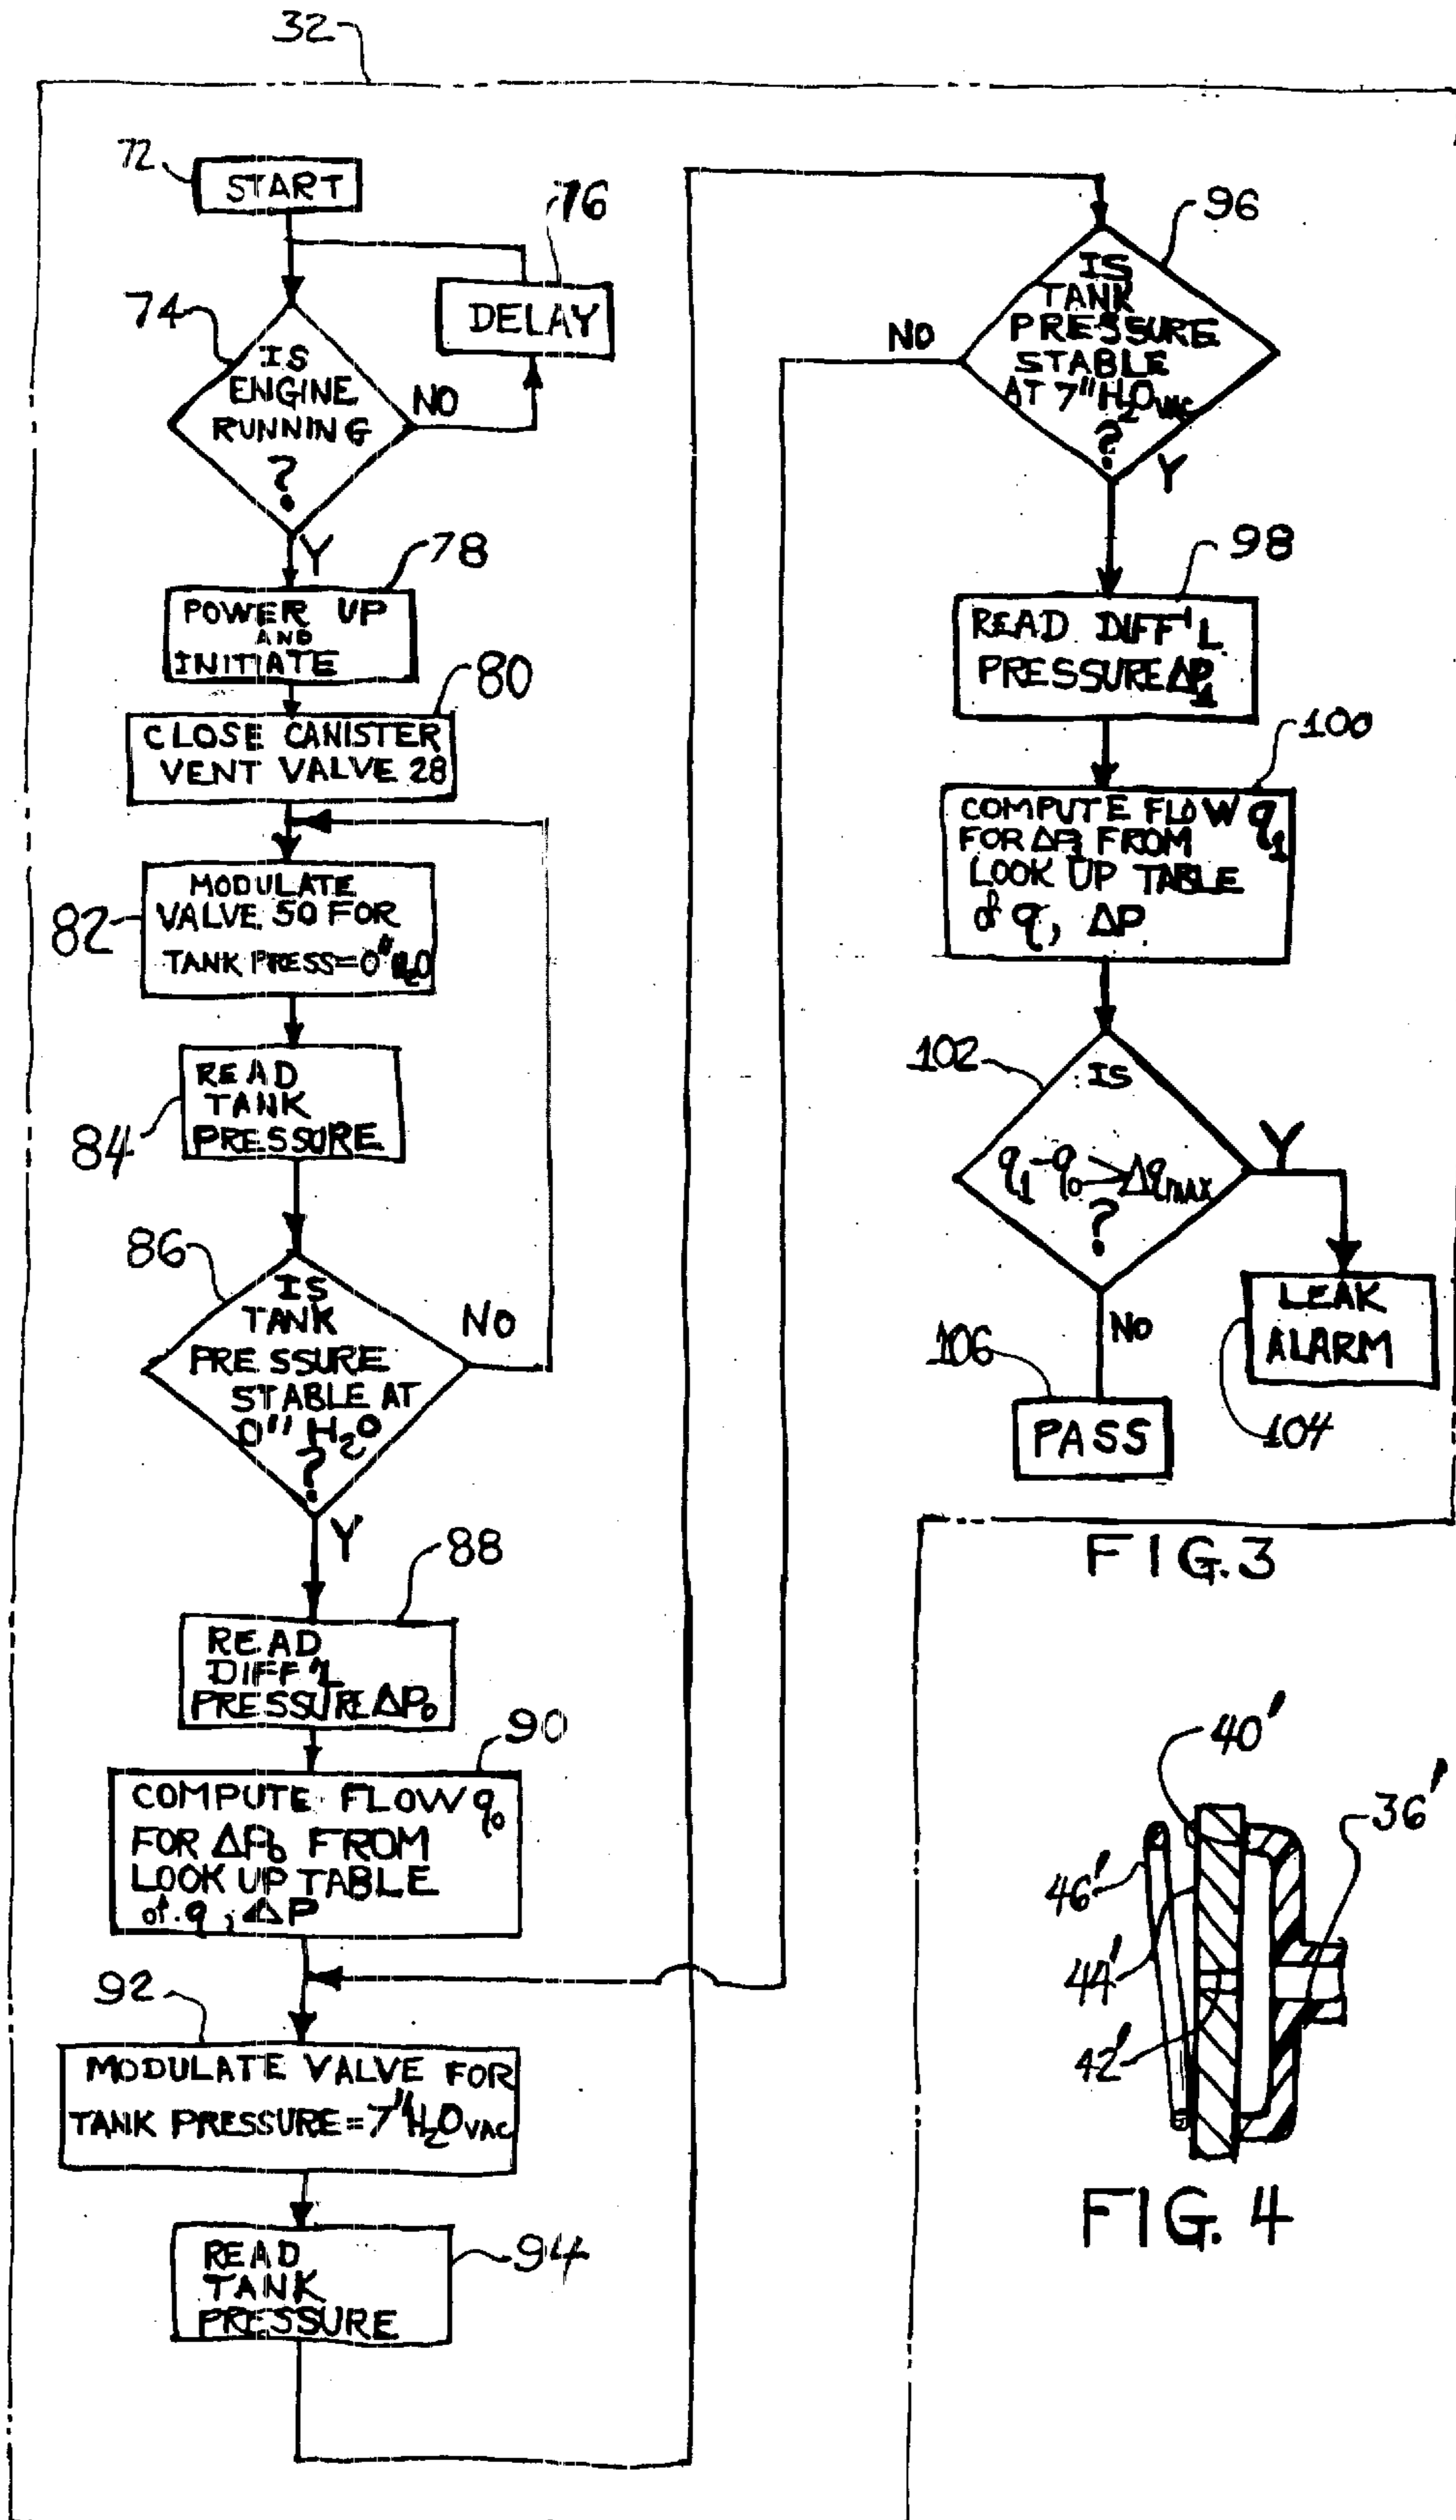 32
72
START
76
DELAY
74
IS
ENGINE
RUNNING
?
NO
Y
78
POWER UP
AND
INITIATE
80
CLOSE CANISTER
VENT VALVE 28
82
MODULATE
VALVE 50 FOR
TANK PRESS=0"H₂O
84
READ
TANK
PRESSURE
86
IS
TANK
PRESSURE
STABLE AT
0" H₂O
?
NO
Y
88
READ
DIFF'L
PRESSURE ΔP₀
90
COMPUTE FLOW q₀
FOR ΔP₀ FROM
LOOK UP TABLE
of q, ΔP
92
MODULATE VALVE FOR
TANK PRESSURE=7"H₂O VAC
94
READ
TANK
PRESSURE
96
IS
TANK
PRESSURE
STABLE
AT 7"H₂O VAC
?
NO
Y
98
READ DIFF'L
PRESSURE ΔP₁
100
COMPUTE FLOW q₁
FOR ΔP₁ FROM
LOOK UP TABLE
of q, ΔP
102
IS
q₁-q₀>Δqmax
?
Y
NO
LEAK
ALARM
104
106
PASS
FIG.3
40'
36'
46'
44'
42'
FIG. 4